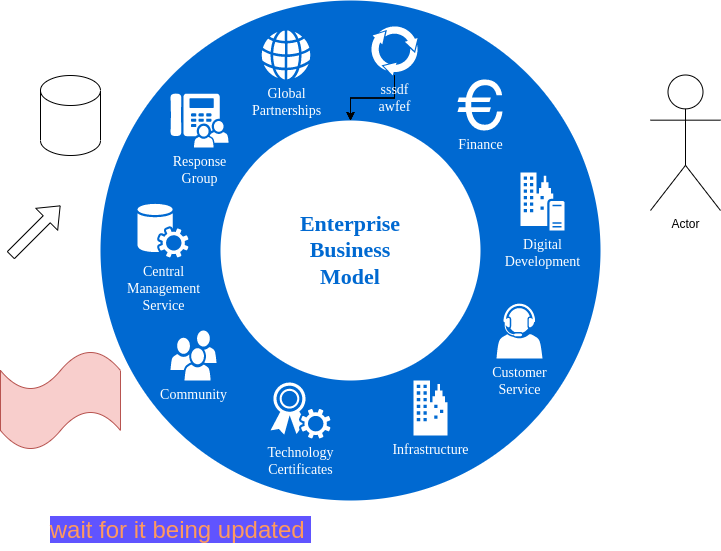 Global
Partnerships
sssdf
awfef
€
Finance
Response
Group
Digital
Development
Enterprise
Business
Model
Actor
Central
Management
Service
Customer
Service
Community
Infrastructure
Technology
Certificates
wait for it being updated